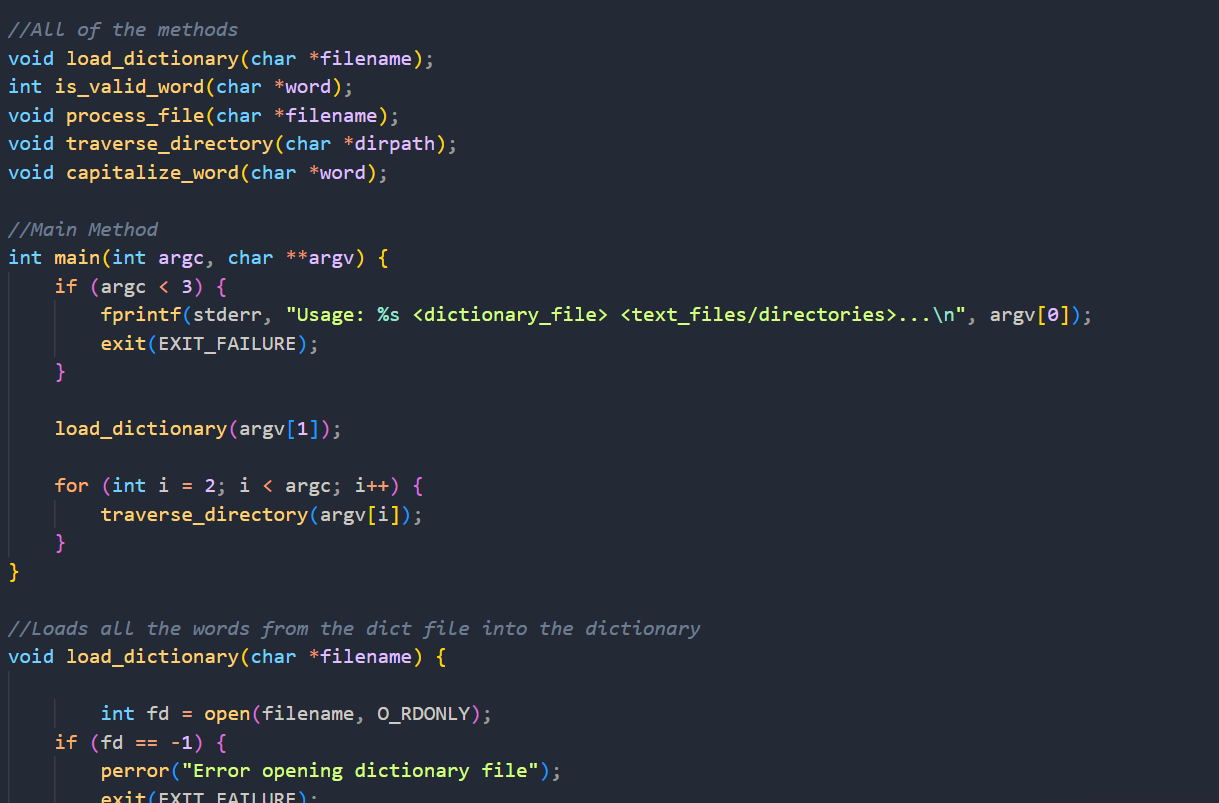 //All of the methods
void load_dictionary(char *filename);
int is_valid_word(char *word);
void process_file(char *filename);
void traverse_directory(char *dirpath);
void capitalize_word(char *word);
//Main Method
int main(int argc, char **argv) {
if (argc < 3) {
fprintf(stderr, "Usage: %s <dictionary_file> <text_files/directories>...\n", argv[0]);
exit(EXIT_FAILURE);
}
load_dictionary(argv[1]);
for (int i = 2; i < argc; i++) {
traverse_directory(argv[i]);
}
}
//Loads all the words from the dict file into the dictionary
void load_dictionary(char *filename) {
int fd = open(filename, O_RDONLY);
if (fd == -1) {
perror("Error opening dictionary file");
exit(EXIT_FAILURE);